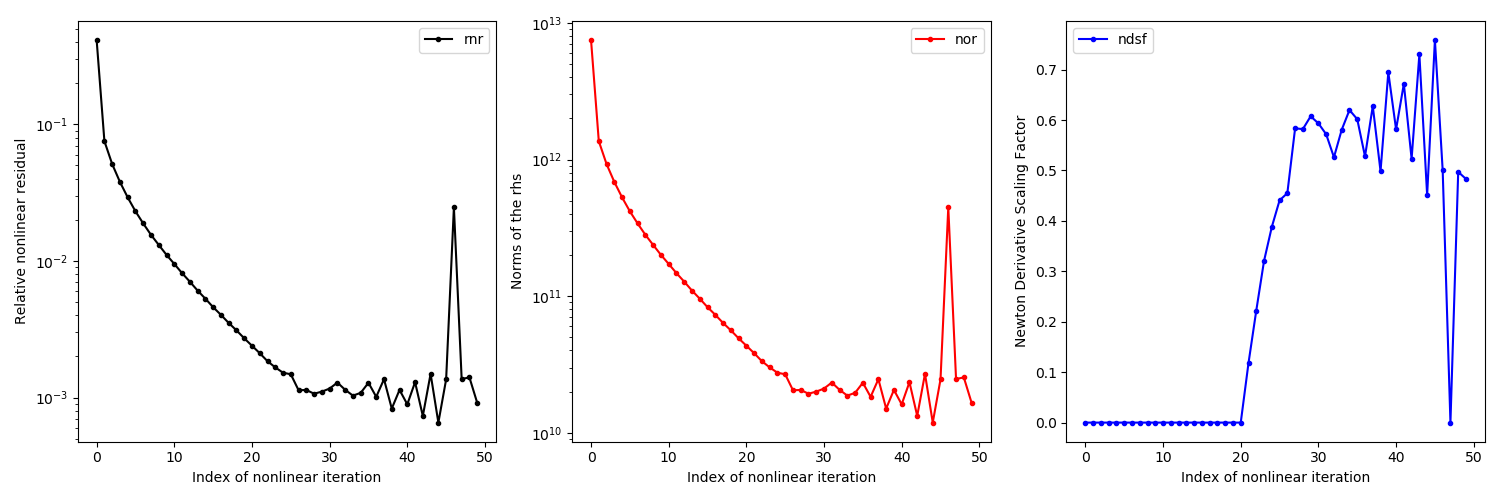 rnr
Relative nonlinear residual
10⁻¹
10⁻²
10⁻³
0 10 20 30 40 50
Index of nonlinear iteration
nor
Norms of the rhs
10¹³
10¹²
10¹¹
10¹⁰
0 10 20 30 40 50
Index of nonlinear iteration
ndsf
Newton Derivative Scaling Factor
0.7
0.6
0.5
0.4
0.3
0.2
0.1
0.0
0 10 20 30 40 50
Index of nonlinear iteration